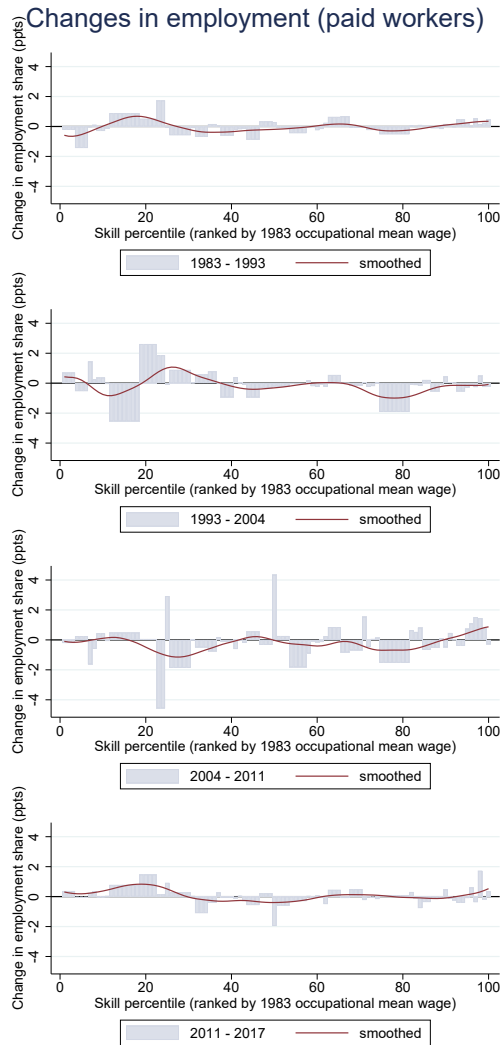 Changes in employment (paid workers)
Change in employment share (ppts)
4
2
0
-2
-4
0 20 40 60 80 100
Skill percentile (ranked by 1983 occupational mean wage)
1983 - 1993 smoothed
Change in employment share (ppts)
4
2
0
-2
-4
0 20 40 60 80 100
Skill percentile (ranked by 1983 occupational mean wage)
1993 - 2004 smoothed
Change in employment share (ppts)
4
2
0
-2
-4
0 20 40 60 80 100
Skill percentile (ranked by 1983 occupational mean wage)
2004 - 2011 smoothed
Change in employment share (ppts)
4
2
0
-2
-4
0 20 40 60 80 100
Skill percentile (ranked by 1983 occupational mean wage)
2011 - 2017 smoothed